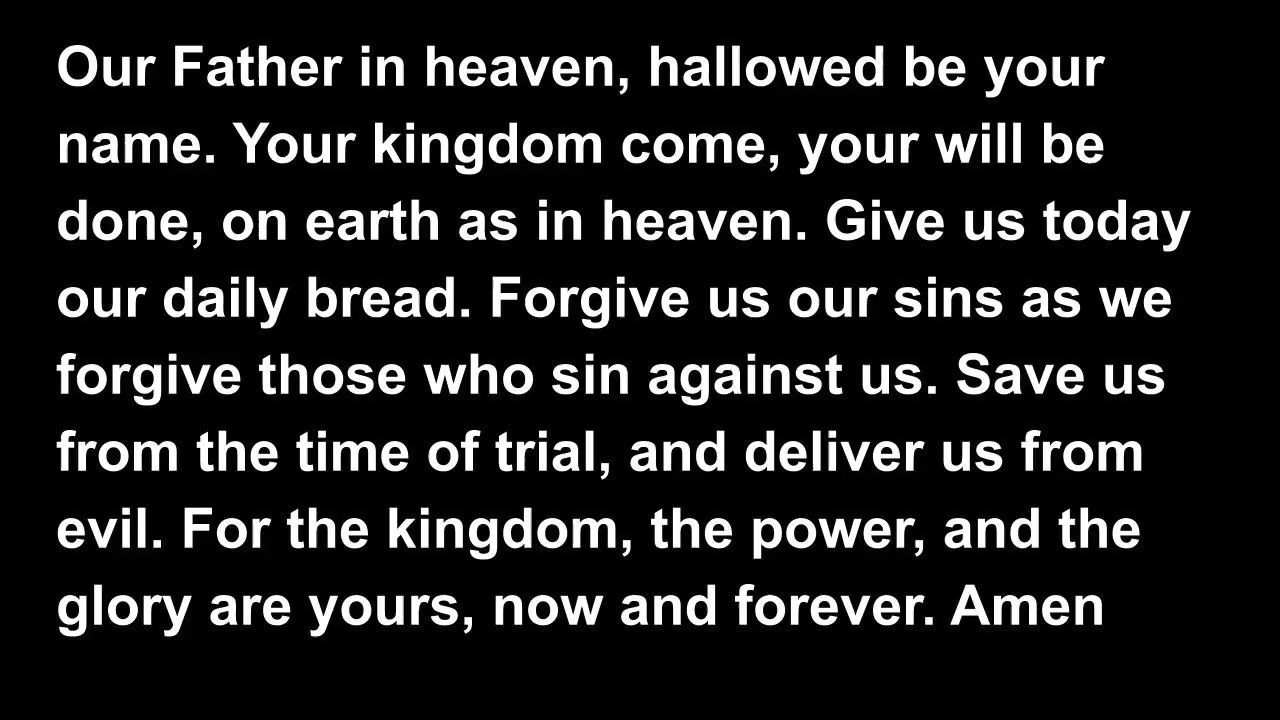 Our Father in heaven, hallowed be your
name. Your kingdom come, your will be
done, on earth as in heaven. Give us today
our daily bread. Forgive us our sins as we
forgive those who sin against us. Save us
from the time of trial, and deliver us from
evil. For the kingdom, the power, and the
glory are yours, now and forever. Amen